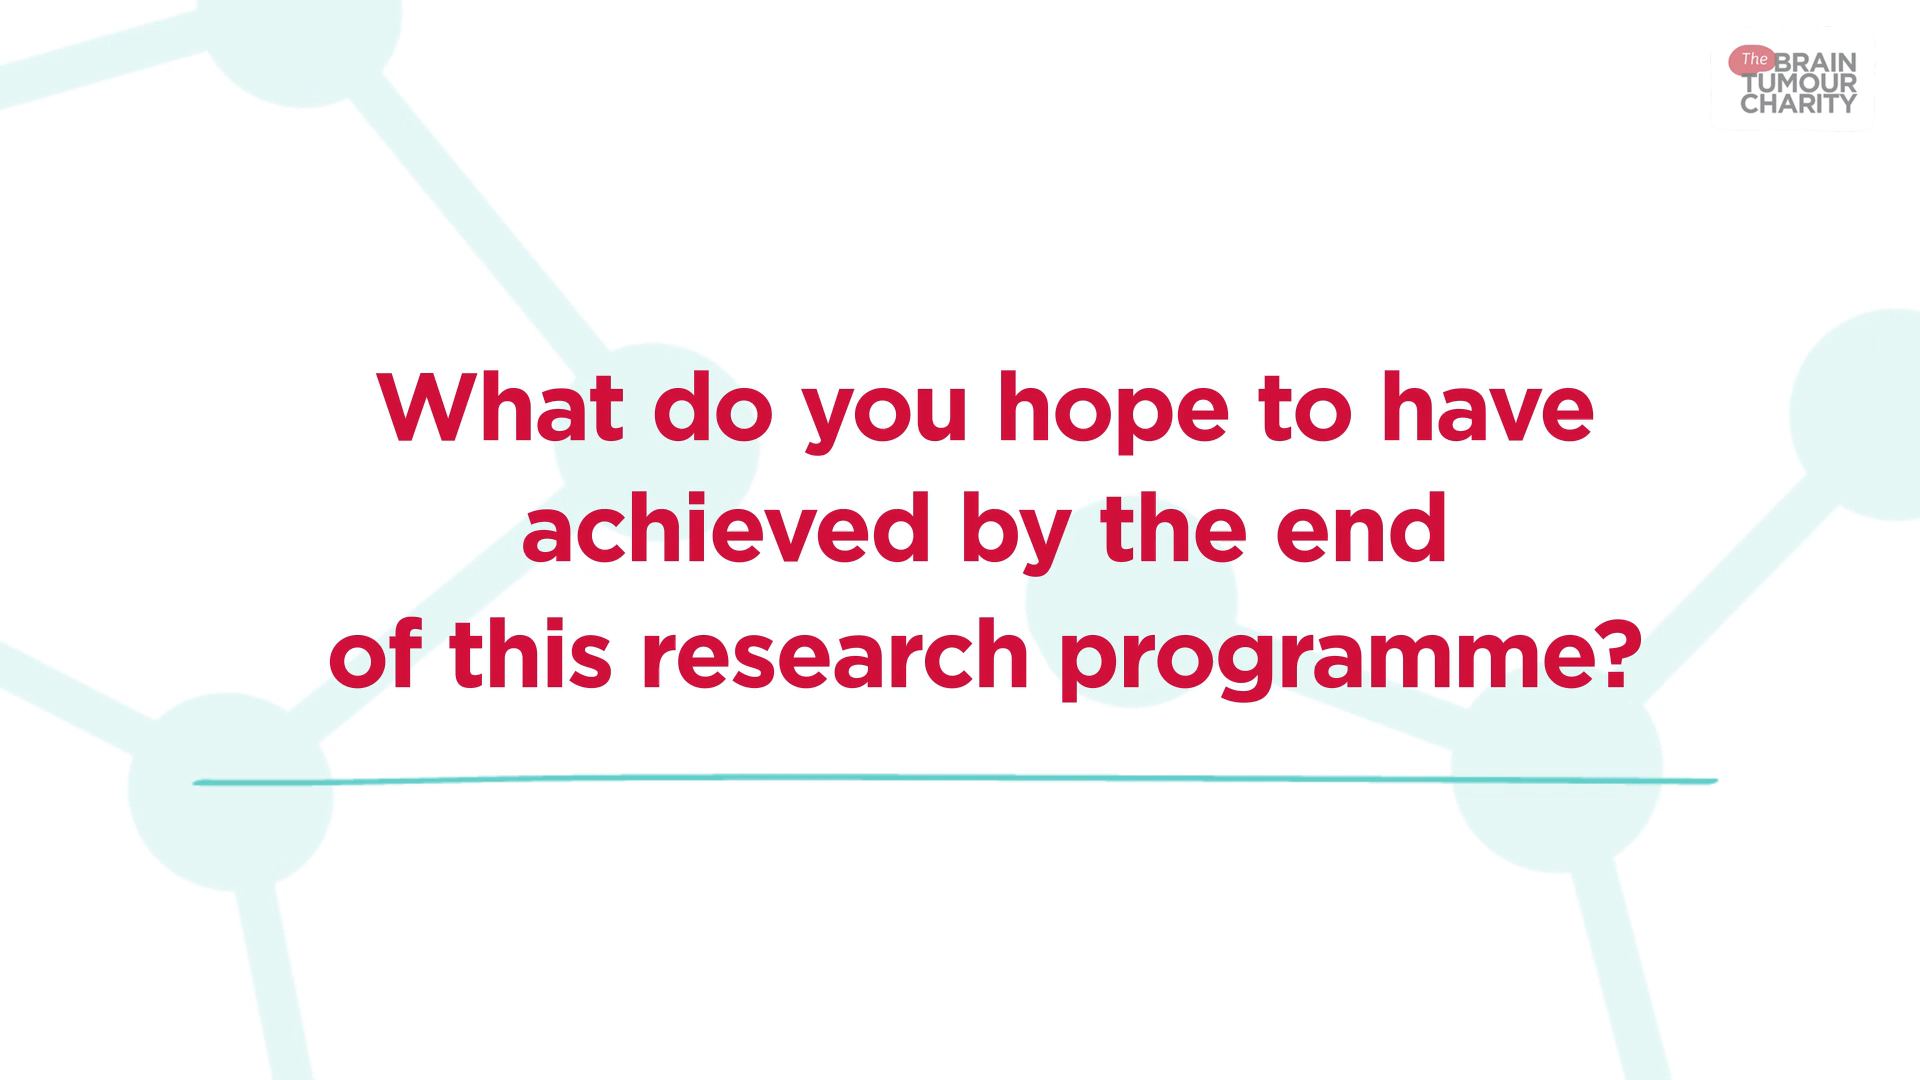 The BRAIN
TUMOUR
CHARITY
What do you hope to have
achieved by the end
of this research programme?